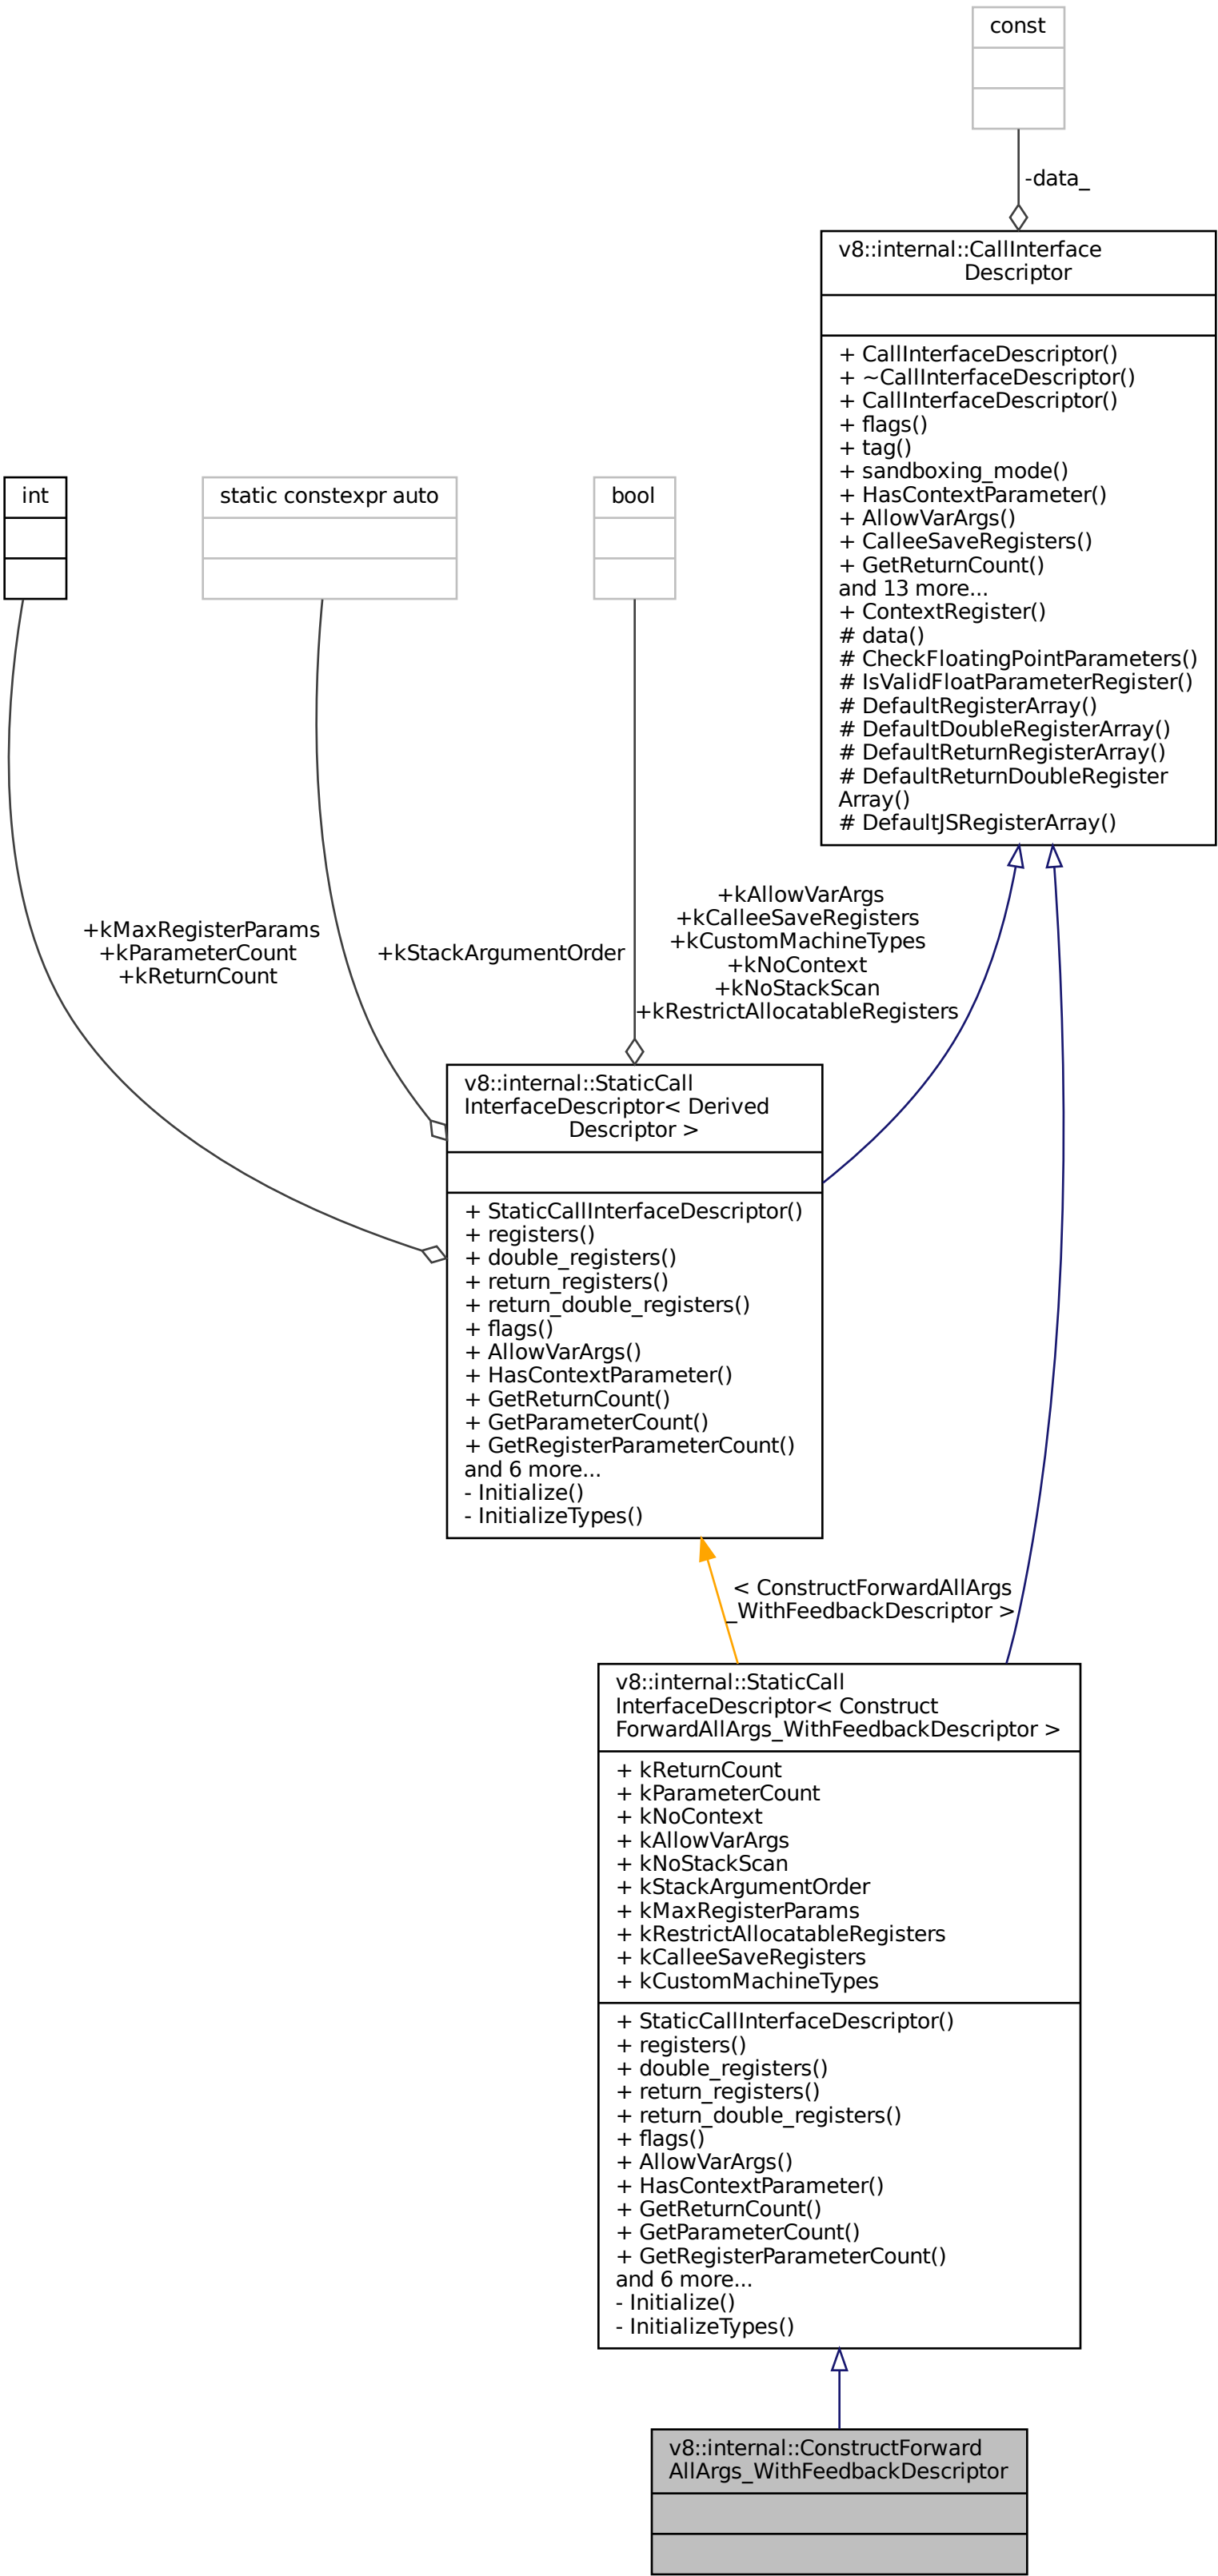 const
-data_
v8::internal::CallInterface
Descriptor
+ CallInterfaceDescriptor()
+ ~CallInterfaceDescriptor()
+ CallInterfaceDescriptor()
+ flags()
+ tag()
+ sandboxing_mode()
+ HasContextParameter()
+ AllowVarArgs()
+ CalleeSaveRegisters()
+ GetReturnCount()
and 13 more...
+ ContextRegister()
# data()
# CheckFloatingPointParameters()
# IsValidFloatParameterRegister()
# DefaultRegisterArray()
# DefaultDoubleRegisterArray()
# DefaultReturnRegisterArray()
# DefaultReturnDoubleRegister
Array()
# DefaultJSRegisterArray()
int
static constexpr auto
bool
+kMaxRegisterParams
+kParameterCount
+kReturnCount
+kStackArgumentOrder
+kAllowVarArgs
+kCalleeSaveRegisters
+kCustomMachineTypes
+kNoContext
+kNoStackScan
+kRestrictAllocatableRegisters
v8::internal::StaticCall
InterfaceDescriptor< Derived
Descriptor >
+ StaticCallInterfaceDescriptor()
+ registers()
+ double_registers()
+ return_registers()
+ return_double_registers()
+ flags()
+ AllowVarArgs()
+ HasContextParameter()
+ GetReturnCount()
+ GetParameterCount()
+ GetRegisterParameterCount()
and 6 more...
- Initialize()
- InitializeTypes()
< ConstructForwardAllArgs
_WithFeedbackDescriptor >
v8::internal::StaticCall
InterfaceDescriptor< Construct
ForwardAllArgs_WithFeedbackDescriptor >
+ kReturnCount
+ kParameterCount
+ kNoContext
+ kAllowVarArgs
+ kNoStackScan
+ kStackArgumentOrder
+ kMaxRegisterParams
+ kRestrictAllocatableRegisters
+ kCalleeSaveRegisters
+ kCustomMachineTypes
+ StaticCallInterfaceDescriptor()
+ registers()
+ double_registers()
+ return_registers()
+ return_double_registers()
+ flags()
+ AllowVarArgs()
+ HasContextParameter()
+ GetReturnCount()
+ GetParameterCount()
+ GetRegisterParameterCount()
and 6 more...
- Initialize()
- InitializeTypes()
v8::internal::ConstructForward
AllArgs_WithFeedbackDescriptor